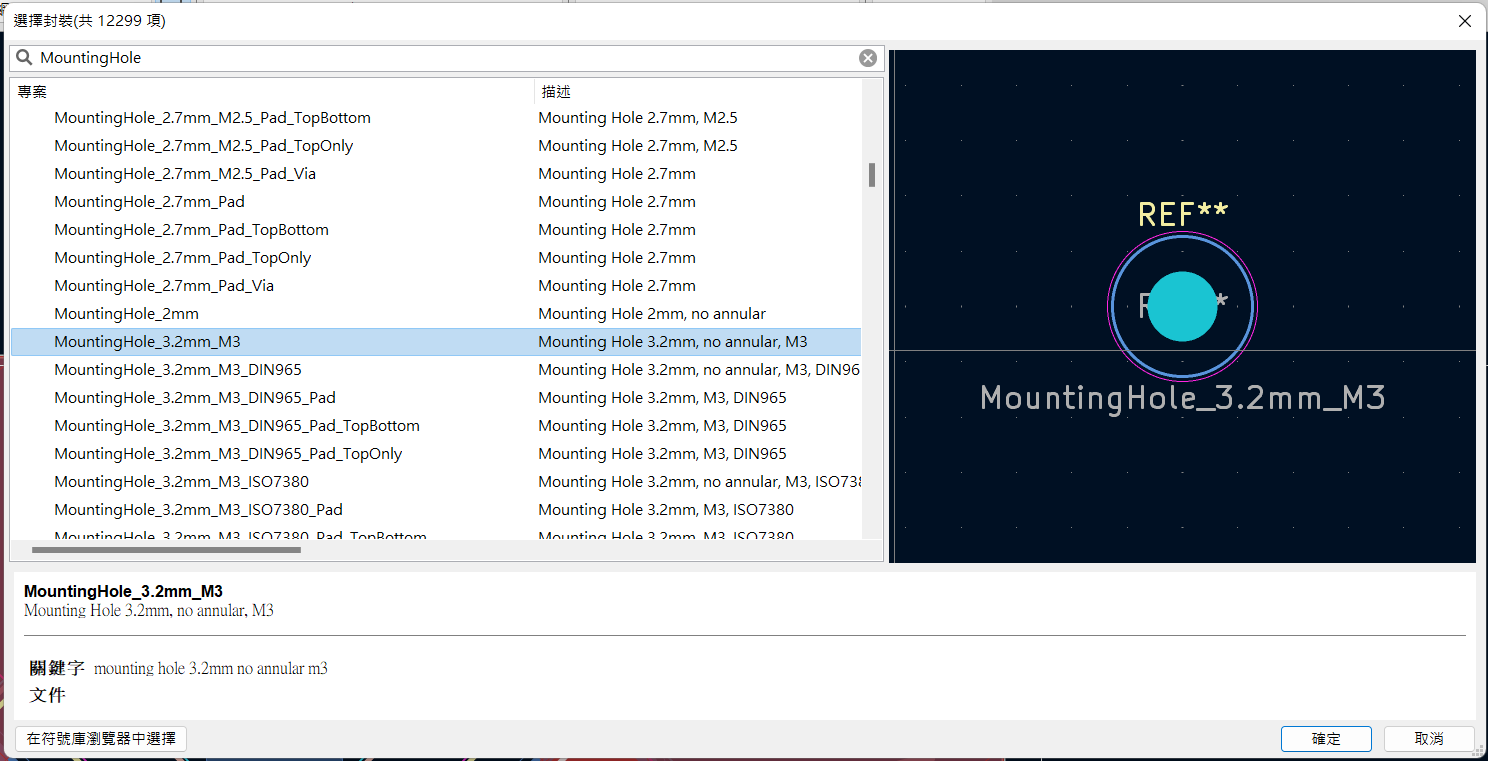 選擇封裝(共 12299 項)
MountingHole
專案 描述
MountingHole_2.7mm_M2.5_Pad_TopBottom Mounting Hole 2.7mm, M2.5
MountingHole_2.7mm_M2.5_Pad_TopOnly Mounting Hole 2.7mm, M2.5
MountingHole_2.7mm_M2.5_Pad_Via Mounting Hole 2.7mm
MountingHole_2.7mm_Pad Mounting Hole 2.7mm
MountingHole_2.7mm_Pad_TopBottom Mounting Hole 2.7mm
MountingHole_2.7mm_Pad_TopOnly Mounting Hole 2.7mm
MountingHole_2.7mm_Pad_Via Mounting Hole 2.7mm
MountingHole_2mm Mounting Hole 2mm, no annular
MountingHole_3.2mm_M3 Mounting Hole 3.2mm, no annular, M3
MountingHole_3.2mm_M3_DIN965 Mounting Hole 3.2mm, no annular, M3, DIN96
MountingHole_3.2mm_M3_DIN965_Pad Mounting Hole 3.2mm, M3, DIN965
MountingHole_3.2mm_M3_DIN965_Pad_TopBottom Mounting Hole 3.2mm, M3, DIN965
MountingHole_3.2mm_M3_DIN965_Pad_TopOnly Mounting Hole 3.2mm, M3, DIN965
MountingHole_3.2mm_M3_ISO7380 Mounting Hole 3.2mm, no annular, M3, ISO738
MountingHole_3.2mm_M3_ISO7380_Pad Mounting Hole 3.2mm, M3, ISO7380
MountingHole_3.2mm_M3_ISO7380_Pad_TopBottom Mounting Hole 3.2mm, M3, ISO7380
REF**
MountingHole_3.2mm_M3
MountingHole_3.2mm_M3
Mounting Hole 3.2mm, no annular, M3
關鍵字 mounting hole 3.2mm no annular m3
文件
在符號庫瀏覽器中選擇 確定 取消